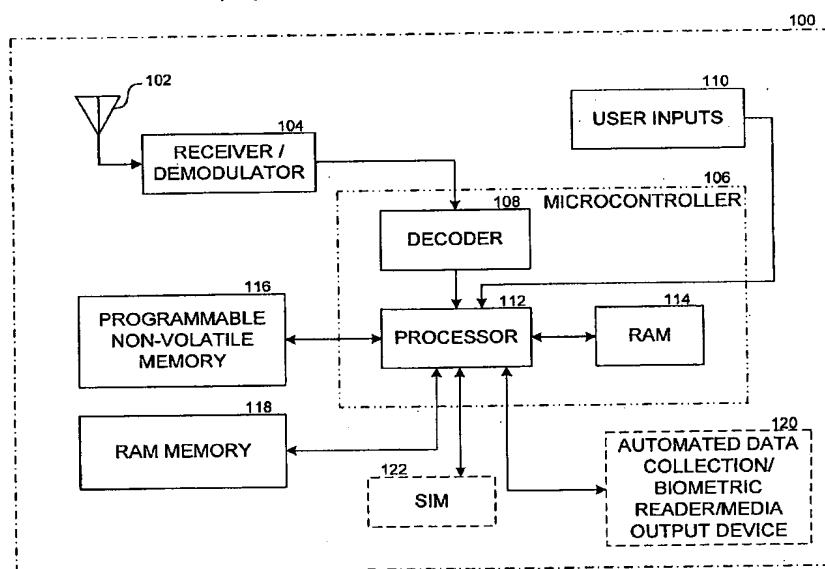 100
102
110
USER INPUTS
104
RECEIVER /
DEMODULATOR
106
MICROCONTROLLER
108
DECODER
116
PROGRAMMABLE
NON-VOLATILE
MEMORY
112
PROCESSOR
114
RAM
118
RAM MEMORY
122
SIM
120
AUTOMATED DATA
COLLECTION/
BIOMETRIC
READER/MEDIA
OUTPUT DEVICE